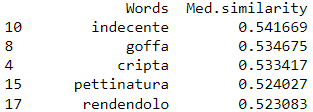 Words Med.similarity
10 indecente 0.541669
8 goffa 0.534675
4 cripta 0.533417
15 pettinatura 0.524027
17 rendendolo 0.523083